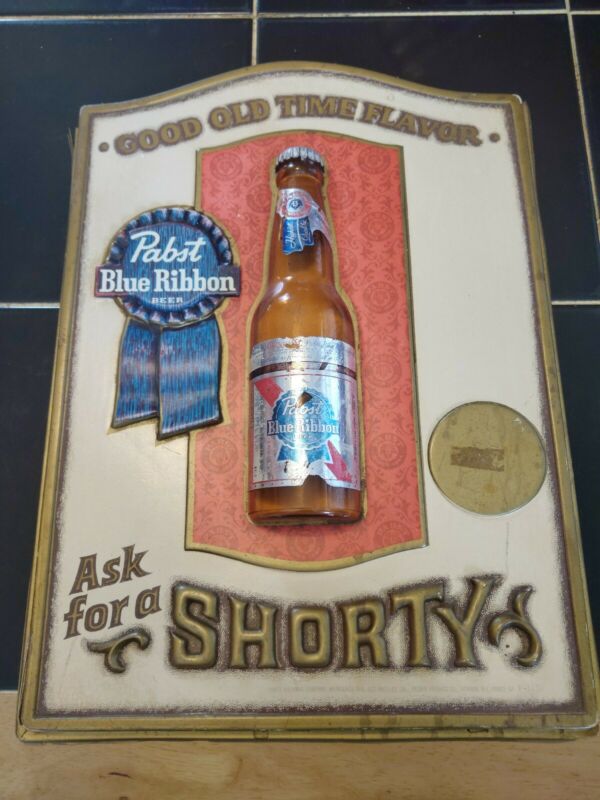 • GOOD OLD TIME FLAVOR •
Pabst
Blue Ribbon
BEER
Pabst
Blue Ribbon
Ask
for a
SHORTY